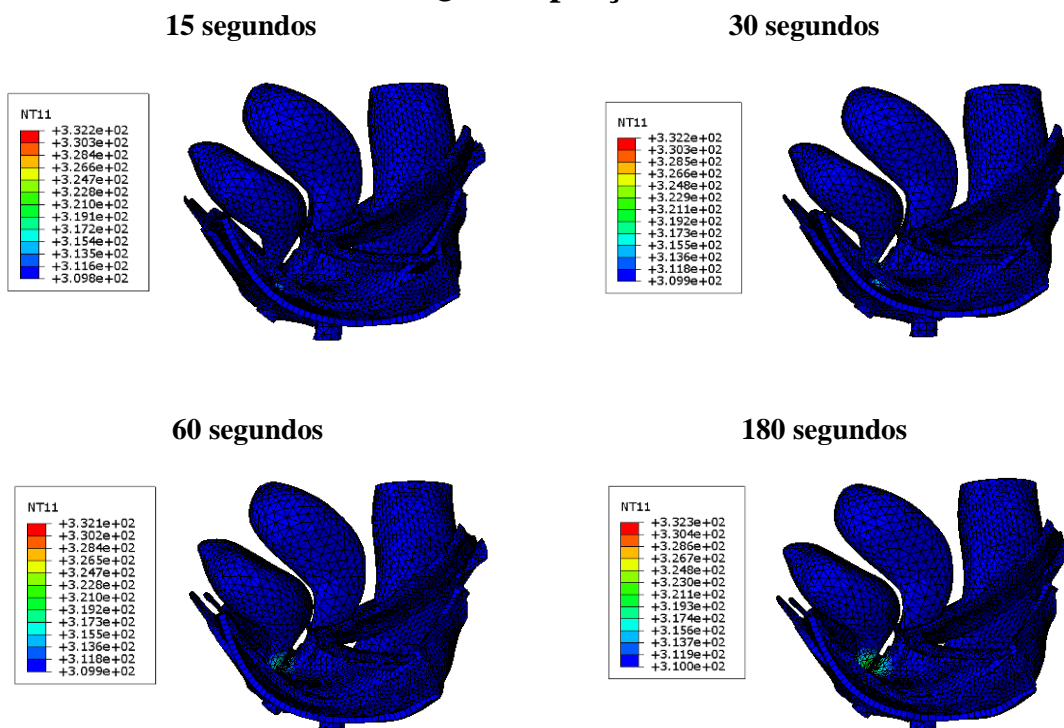 15 segundos
30 segundos
NT11
+3.322e+02
+3.303e+02
+3.284e+02
+3.266e+02
+3.247e+02
+3.228e+02
+3.210e+02
+3.191e+02
+3.172e+02
+3.154e+02
+3.135e+02
+3.116e+02
+3.098e+02
NT11
+3.322e+02
+3.303e+02
+3.285e+02
+3.266e+02
+3.248e+02
+3.229e+02
+3.211e+02
+3.192e+02
+3.173e+02
+3.155e+02
+3.136e+02
+3.118e+02
+3.099e+02
60 segundos
180 segundos
NT11
+3.321e+02
+3.302e+02
+3.284e+02
+3.265e+02
+3.247e+02
+3.228e+02
+3.210e+02
+3.192e+02
+3.173e+02
+3.155e+02
+3.136e+02
+3.118e+02
+3.099e+02
NT11
+3.323e+02
+3.304e+02
+3.286e+02
+3.267e+02
+3.248e+02
+3.230e+02
+3.211e+02
+3.193e+02
+3.174e+02
+3.156e+02
+3.137e+02
+3.119e+02
+3.100e+02